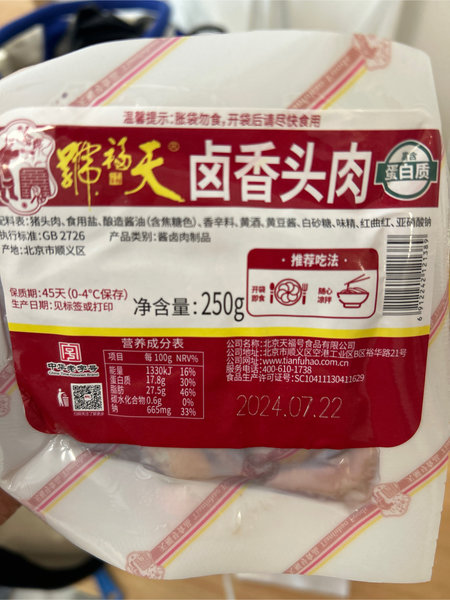 温馨提示:胀袋勿食,开袋后请尽快食用
號福天®
卤香头肉
富含
蛋白质
配料表:猪头肉、食用盐、酿造酱油(含焦糖色)、香辛料、黄酒、黄豆酱、白砂糖、味精、红曲红、亚硝酸钠
执行标准:GB 2726 产品类别:酱卤肉制品
产地:北京市顺义区
推荐吃法
开袋
即食
随心
凉拌
保质期:45天(0-4℃保存)
生产日期:见标签或打印
净含量:250g
6912242121389
营养成分表
项目 每100g NRV%
能量 1330kJ 16%
蛋白质 17.8g 30%
脂肪 27.5g 46%
碳水化合物 0.6g 0%
钠 665mg 33%
中华老字号
公司名称:北京天福号食品有限公司
公司地址:北京市顺义区空港工业区B区裕华路21号
公司网址:www.tianfuhao.com.cn
服务电话:400-610-1738
食品生产许可证号:SC10411130411629
2024.07.22